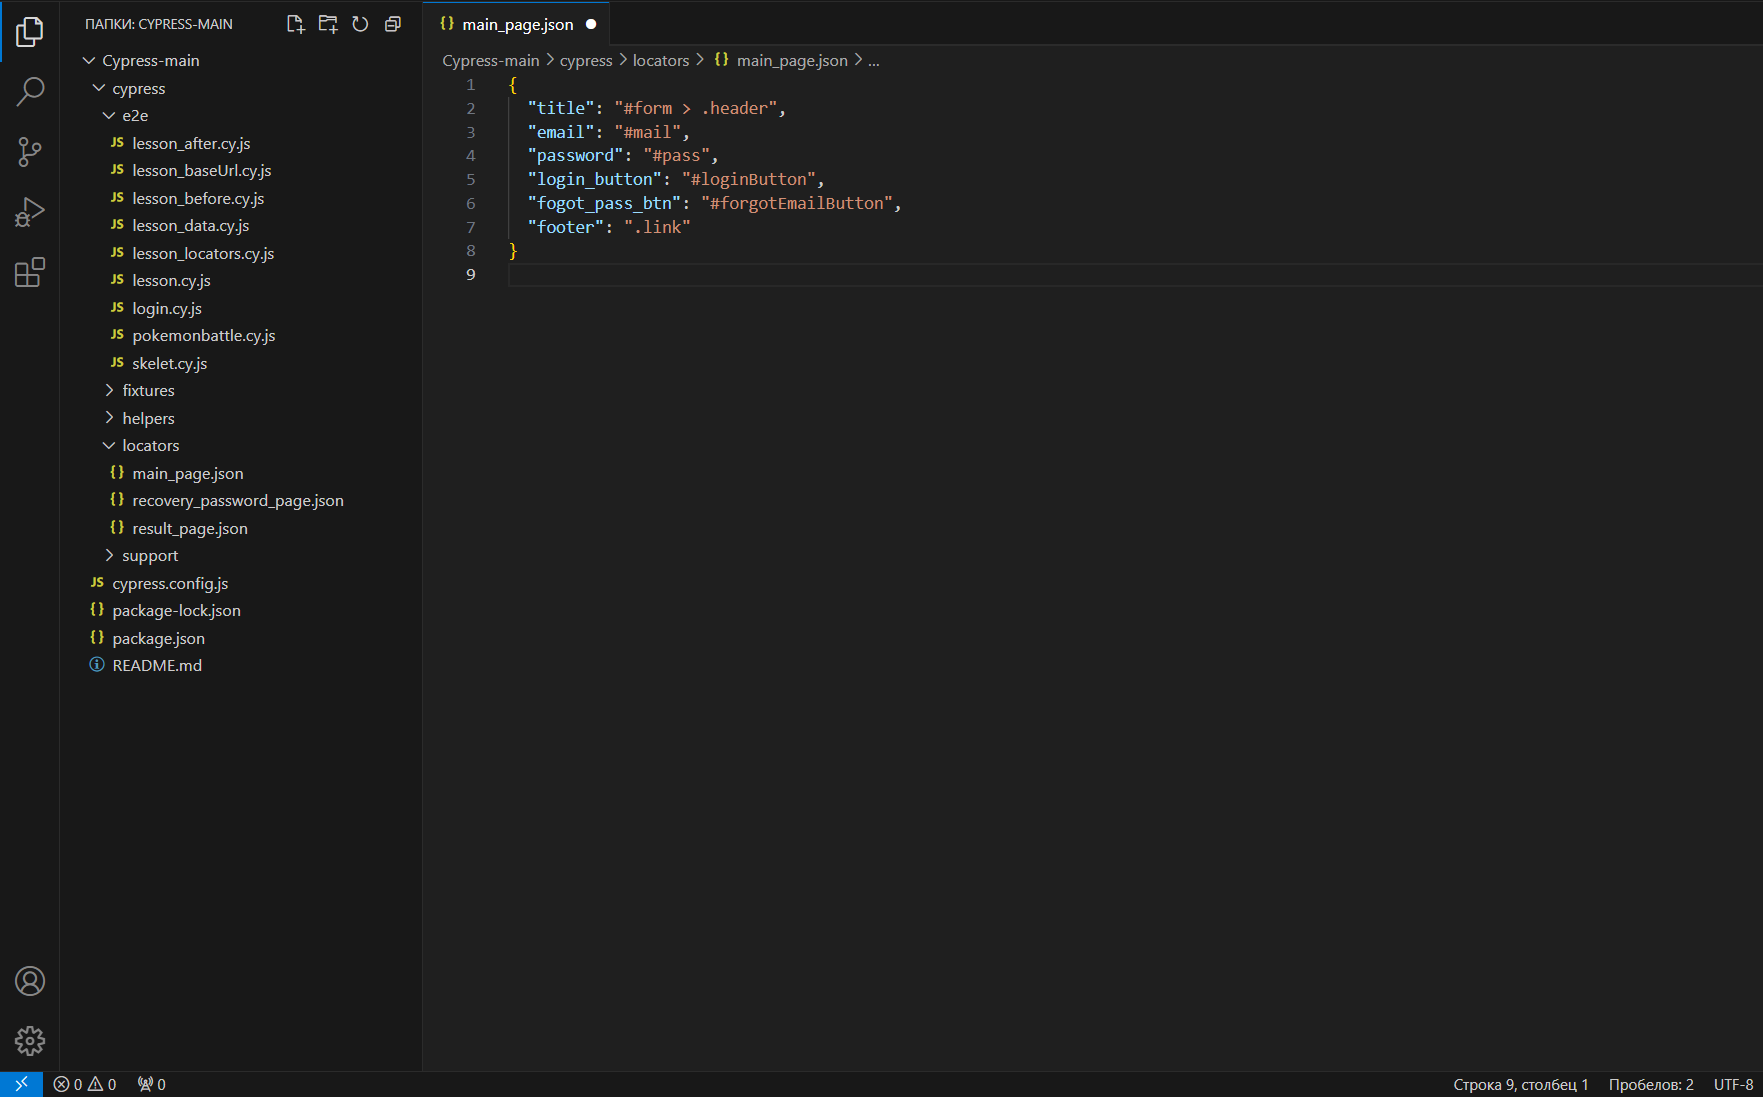 ПАПКИ: CYPRESS-MAIN
Cypress-main
cypress
e2e
JS lesson_after.cy.js
JS lesson_baseUrl.cy.js
JS lesson_before.cy.js
JS lesson_data.cy.js
JS lesson_locators.cy.js
JS lesson.cy.js
JS login.cy.js
JS pokemonbattle.cy.js
JS skelet.cy.js
fixtures
helpers
locators
{} main_page.json
{} recovery_password_page.json
{} result_page.json
support
JS cypress.config.js
{} package-lock.json
{} package.json
README.md
{} main_page.json
Cypress-main > cypress > locators > {} main_page.json > ...
1 {
2 "title": "#form > .header",
3 "email": "#mail",
4 "password": "#pass",
5 "login_button": "#loginButton",
6 "fogot_pass_btn": "#forgotEmailButton",
7 "footer": ".link"
8 }
9
0 0 0
Строка 9, столбец 1 Пробелов: 2 UTF-8